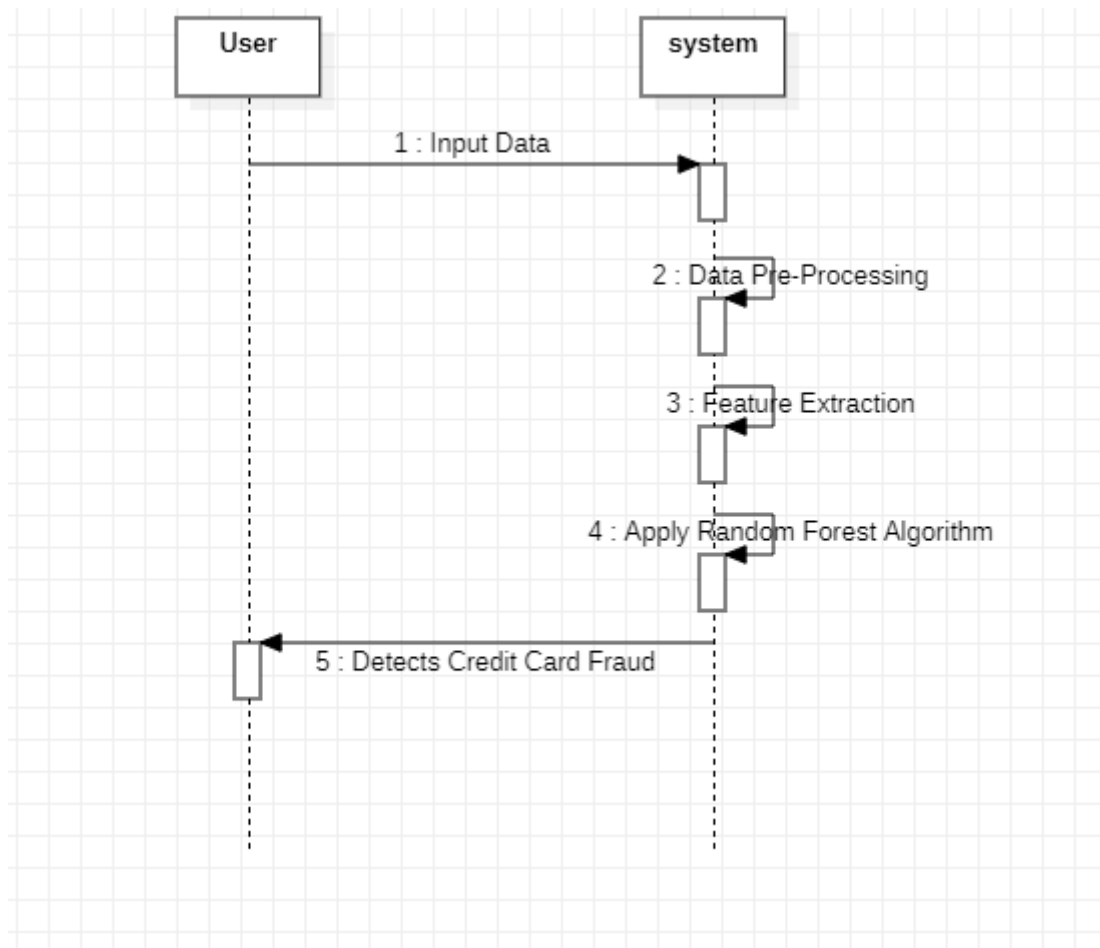 User
system
1 : Input Data
2 : Data Pre-Processing
3 : Feature Extraction
4 : Apply Random Forest Algorithm
5 : Detects Credit Card Fraud